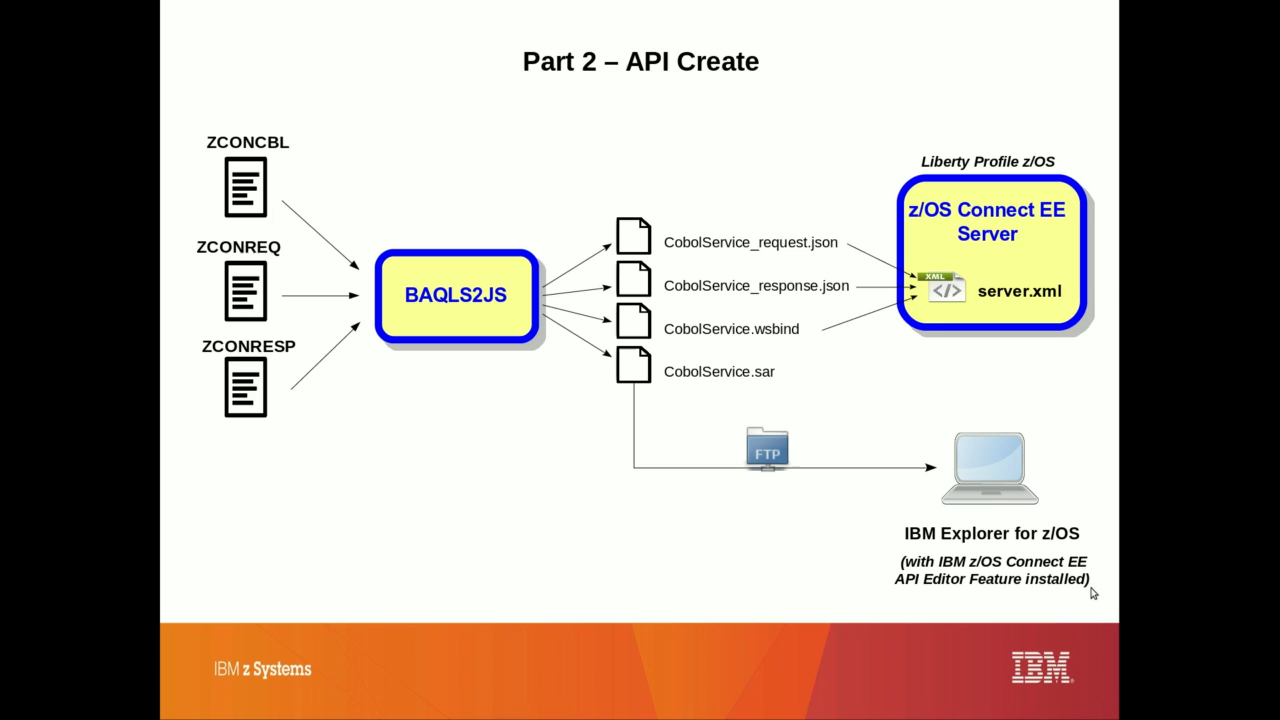 Part 2 – API Create
ZCONCBL
ZCONREQ
ZCONRESP
BAQLS2JS
CobolService_request.json
CobolService_response.json
CobolService.wsbind
CobolService.sar
Liberty Profile z/OS
z/OS Connect EE
Server
XML
</>
server.xml
FTP
IBM Explorer for z/OS
(with IBM z/OS Connect EE
API Editor Feature installed)
IBM z Systems
IBM